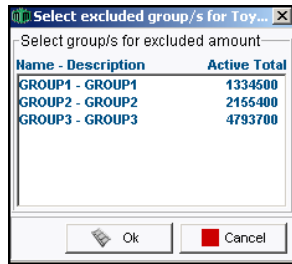 Select excluded group/s for Toy...
Select group/s for excluded amount
Name - Description Active Total
GROUP1 - GROUP1 1334500
GROUP2 - GROUP2 2155400
GROUP3 - GROUP3 4793700
Ok Cancel